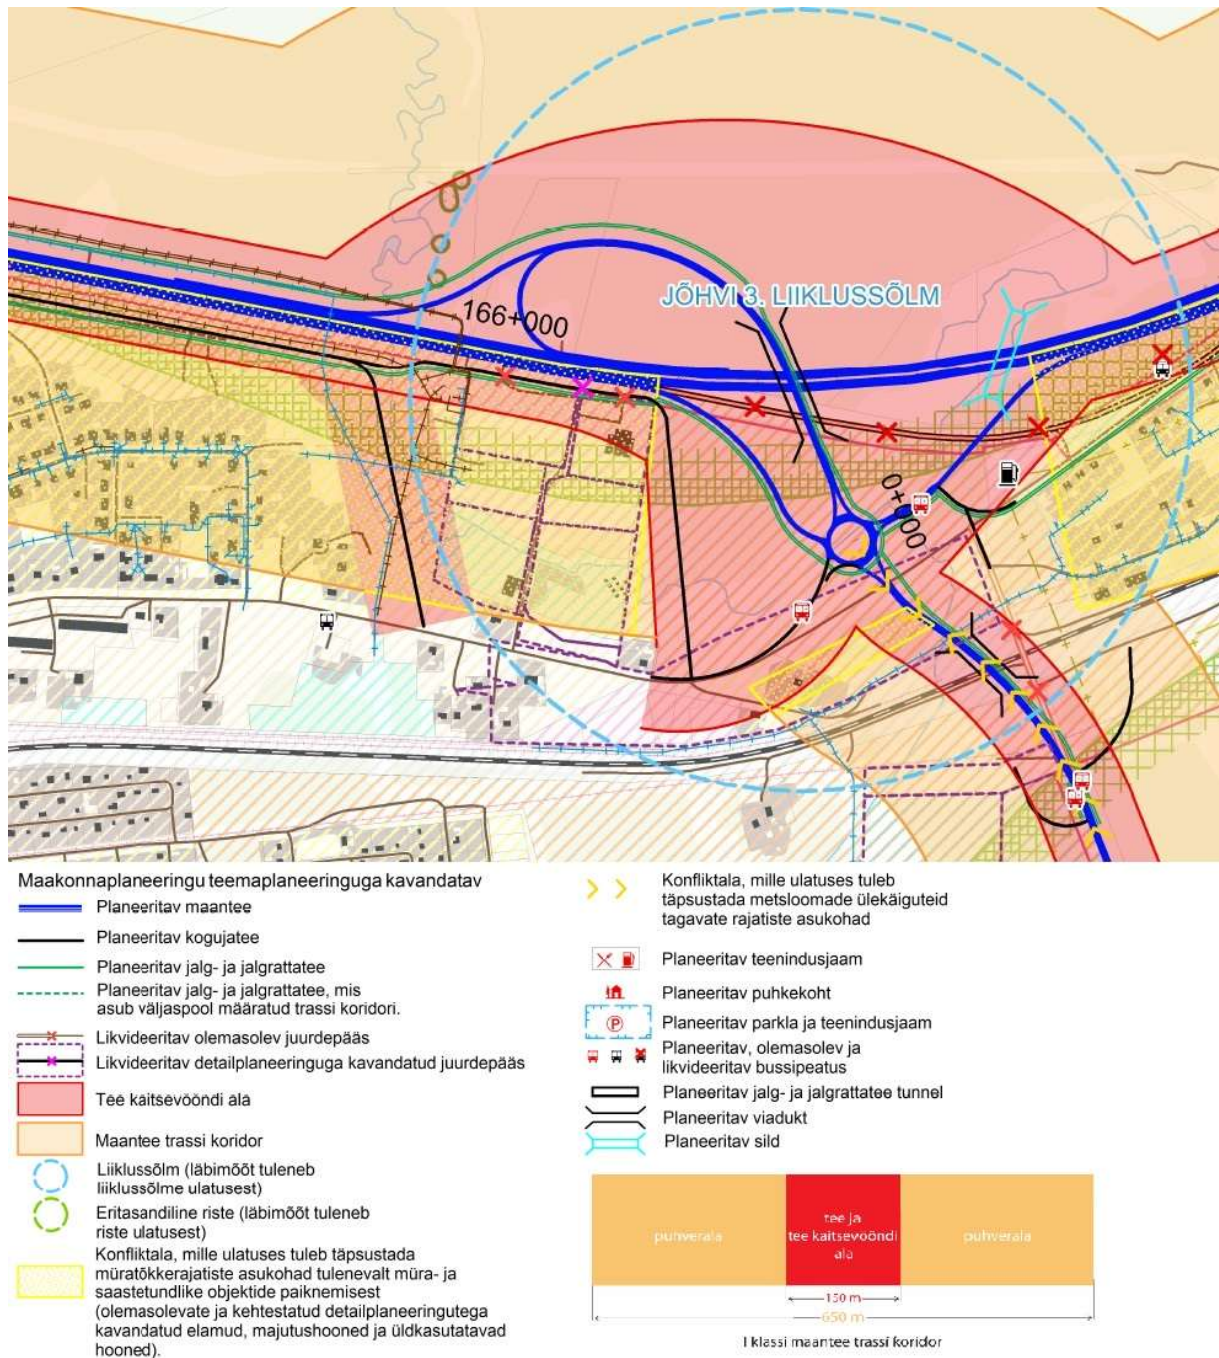 JÕHVI 3. LIIKLUSSÕLM
166+000
0+000
Maakonnaplaneeringu teemaplaneeringuga kavandatav
Planeeritav maantee
Planeeritav kogujatee
Planeeritav jalg- ja jalgrattatee
Planeeritav jalg- ja jalgrattatee, mis
asub väljaspool määratud trassi koridori.
Likvideeritav olemasolev juurdepääs
Likvideeritav detailplaneeringuga kavandatud juurdepääs
Tee kaitsevööndi ala
Maantee trassi koridor
Liiklussõlm (läbimõõt tuleneb
liiklussõlme ulatusest)
Eritasandiline riste (läbimõõt tuleneb
riste ulatusest)
Konfliktala, mille ulatuses tuleb täpsustada
müratõkkerajatiste asukohad tulenevalt müra- ja
saastetundlike objektide paiknemisest
(olemasolevate ja kehtestatud detailplaneeringutega
kavandatud elamud, majutushooned ja üldkasutatavad
hooned).
Konfliktala, mille ulatuses tuleb
täpsustada metsloomade ülekäiguteid
tagavate rajatiste asukohad
Planeeritav teenindusjaam
Planeeritav puhkekoht
P
Planeeritav parkla ja teenindusjaam
Planeeritav, olemasolev ja
likvideeritav bussipeatus
Planeeritav jalg- ja jalgrattatee tunnel
Planeeritav viadukt
Planeeritav sild
puhverala
tee ja
tee kaitsevööndi
ala
puhverala
150 m
650 m
I klassi maantee trassi koridor